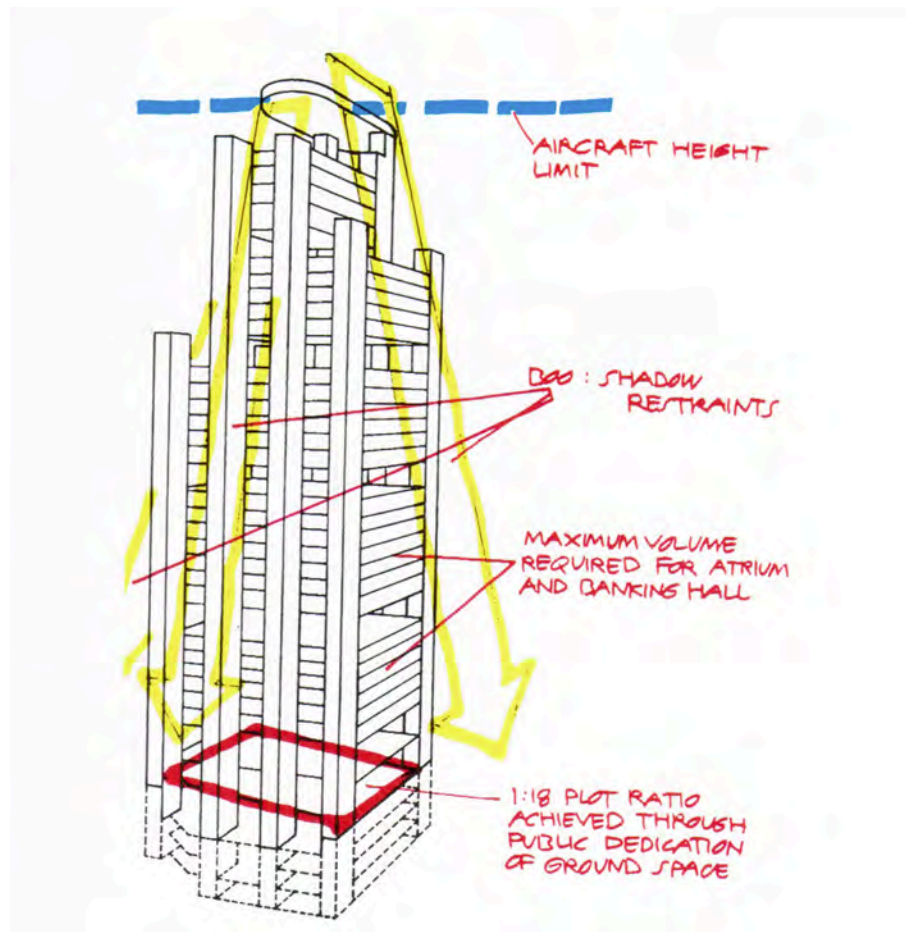 AIRCRAFT HEIGHT
LIMIT
BOO : SHADOW
RESTRAINTS
MAXIMUM VOLUME
REQUIRED FOR ATRIUM
AND BANKING HALL
1:18 PLOT RATIO
ACHIEVED THROUGH
PUBLIC DEDICATION
OF GROUND SPACE